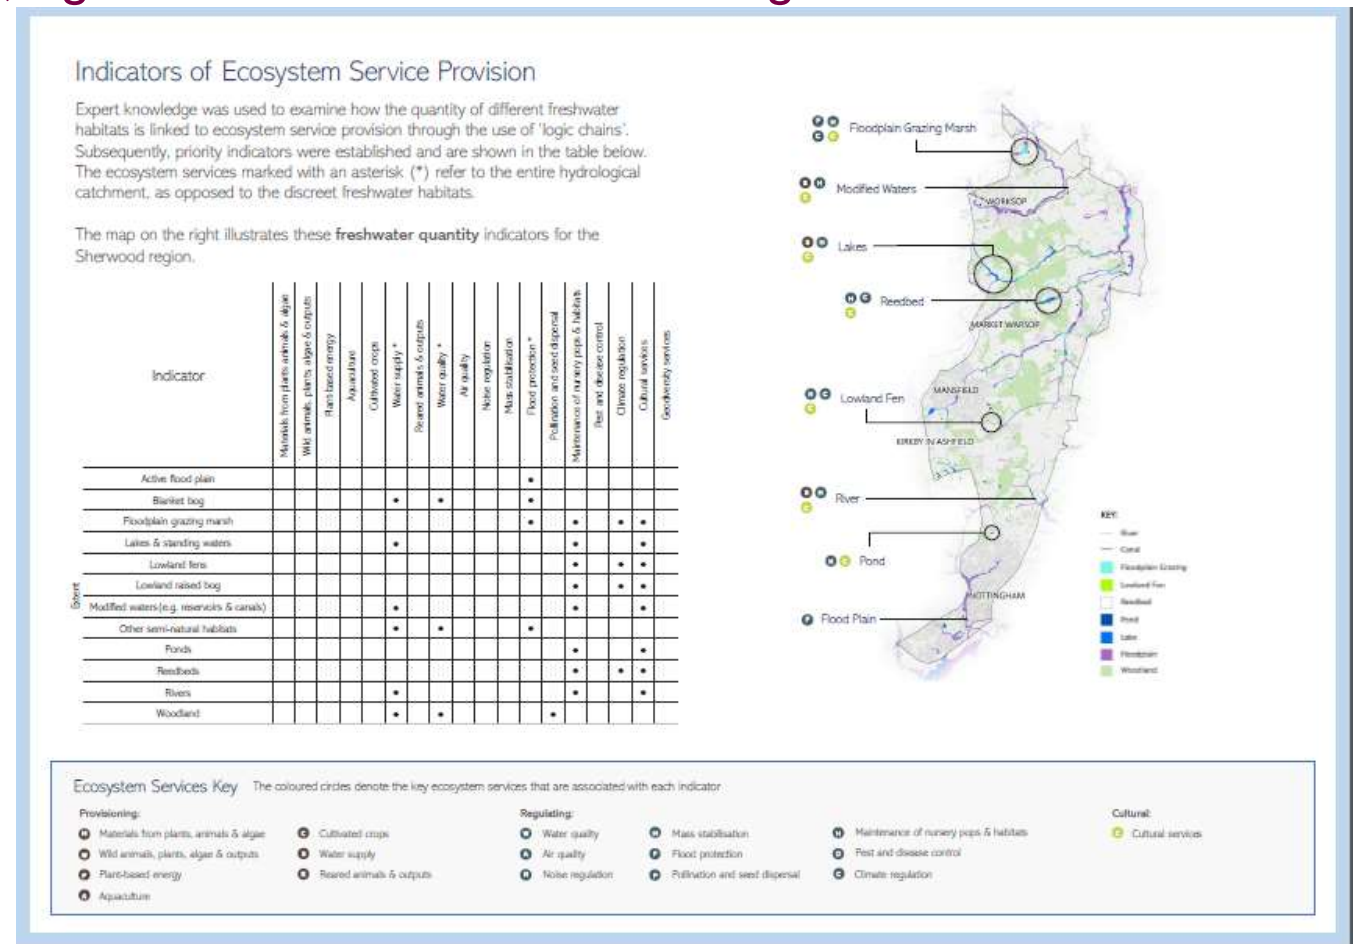 Indicators of Ecosystem Service Provision
Expert knowledge was used to examine how the quantity of different freshwater
habitats is linked to ecosystem service provision through the use of 'logic chains'.
Subsequently, priority indicators were established and are shown in the table below.
The ecosystem services marked with an asterisk (*) refer to the entire hydrological
catchment, as opposed to the discreet freshwater habitats.
The map on the right illustrates these freshwater quantity indicators for the
Sherwood region.
Indicator
Materials from plants animals & algae
Wild animals, plants, algae & outputs
Plant-based energy
Aquaculture
Cultivated crops
Water supply *
Reared animals & outputs
Water quality *
Air quality
Noise regulation
Mass stabilisation
Flood protection *
Pollination and seed dispersal
Maintenance of nursery pops & habitats
Pest and disease control
Climate regulation
Cultural services
Geodiversity services
Extent
Active flood plain
Blanket bog
Floodplain grazing marsh
Lakes & standing waters
Lowland fens
Lowland raised bog
Modified waters (e.g. reservoirs & canals)
Other semi-natural habitats
Ponds
Reedbeds
Rivers
Woodland
Floodplain Grazing Marsh
Modified Waters
Lakes
Reedbed
Lowland Fen
River
Pond
Flood Plain
WORKSOP
MARKET WARSOP
MANSFIELD
KIRKBY IN ASHFIELD
NOTTINGHAM
KEY:
River
Canal
Floodplain Grazing
Lowland Fen
Reedbed
Pond
Lake
Floodplain
Woodland
Ecosystem Services Key The coloured circles denote the key ecosystem services that are associated with each indicator
Provisioning:
Materials from plants, animals & algae
Wild animals, plants, algae & outputs
Plant-based energy
Aquaculture
Cultivated crops
Water supply
Reared animals & outputs
Regulating:
Water quality
Air quality
Noise regulation
Mass stabilisation
Flood protection
Pollination and seed dispersal
Maintenance of nursery pops & habitats
Pest and disease control
Climate regulation
Cultural:
Cultural services